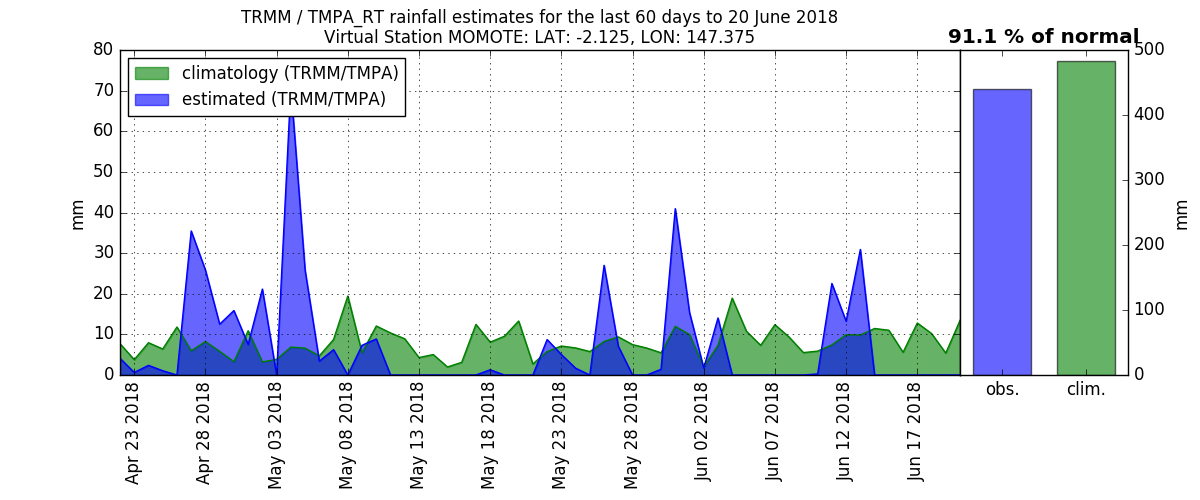 TRMM / TMPA_RT rainfall estimates for the last 60 days to 20 June 2018
Virtual Station MOMOTE: LAT: -2.125, LON: 147.375
91.1 % of normal
climatology (TRMM/TMPA)
estimated (TRMM/TMPA)
mm
80
70
60
50
40
30
20
10
0
Apr 23 2018
Apr 28 2018
May 03 2018
May 08 2018
May 13 2018
May 18 2018
May 23 2018
May 28 2018
Jun 02 2018
Jun 07 2018
Jun 12 2018
Jun 17 2018
500
400
300
200
100
0
mm
obs.
clim.